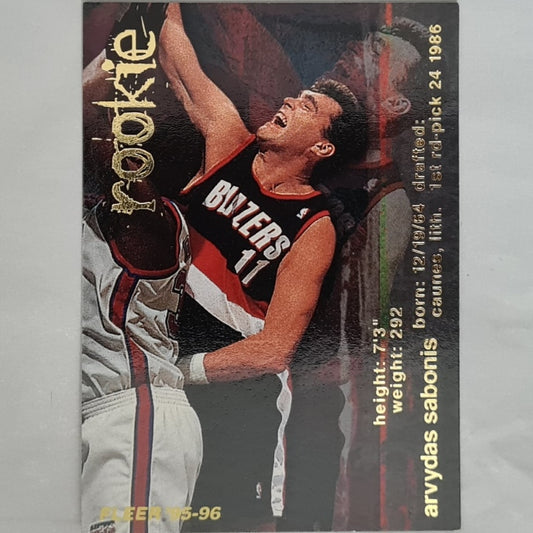 rookie
BLAZERS
11
height: 7'3"
weight: 292
arvydas sabonis
born: 12/19/64 drafted:
caunes, lith. 1st rd-pick 24 1986
FLEER '95-96